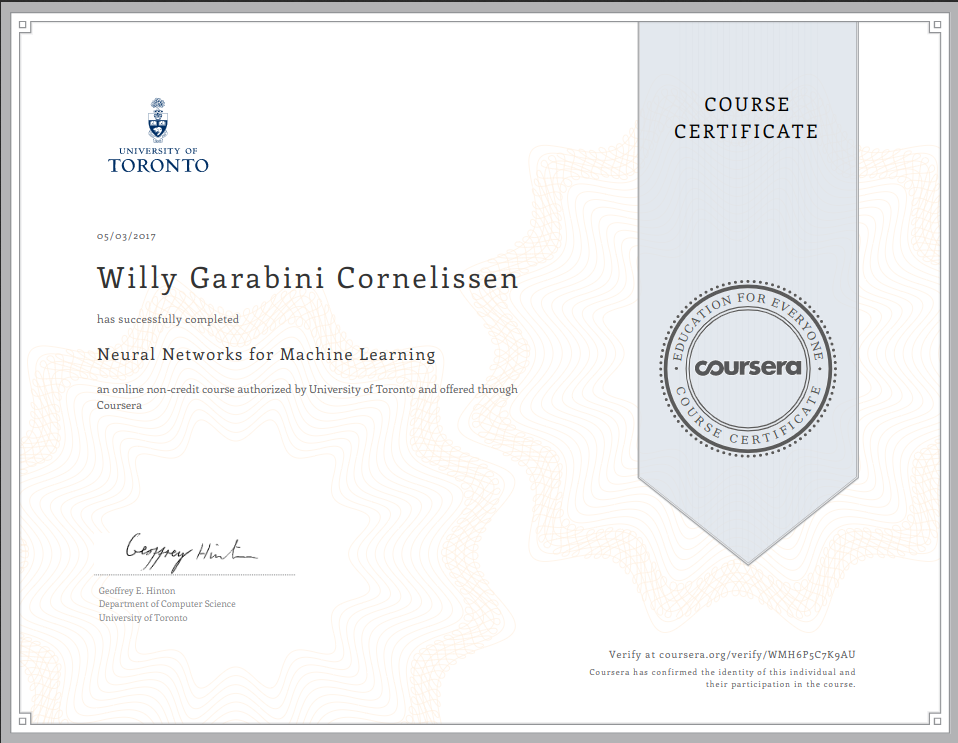 UNIVERSITY OF
TORONTO
COURSE
CERTIFICATE
05/03/2017
Willy Garabini Cornelissen
has successfully completed
Neural Networks for Machine Learning
an online non-credit course authorized by University of Toronto and offered through
Coursera
EDUCATION FOR EVERYONE
coursera
COURSE CERTIFICATE
Geoffrey Hinton
Geoffrey E. Hinton
Department of Computer Science
University of Toronto
Verify at coursera.org/verify/WMH6P5C7K9AU
Coursera has confirmed the identity of this individual and
their participation in the course.